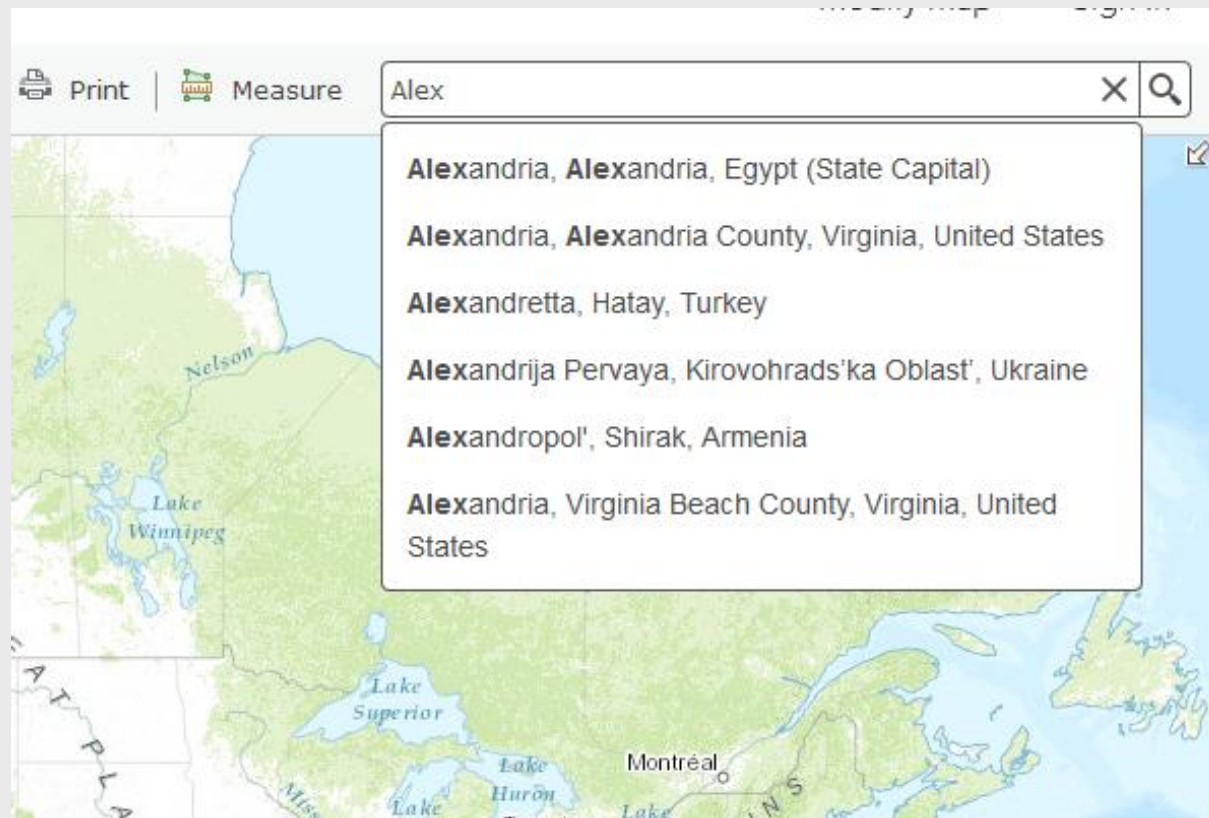 Print
Measure
Alex
Alexandria, Alexandria, Egypt (State Capital)
Alexandria, Alexandria County, Virginia, United States
Alexandretta, Hatay, Turkey
Alexandrija Pervaya, Kirovohrads'ka Oblast', Ukraine
Alexandropol', Shirak, Armenia
Alexandria, Virginia Beach County, Virginia, United
States
Nelson
Lake
Winnipeg
Lake
Superior
Montréal
Lake
Huron
Lake
Lake